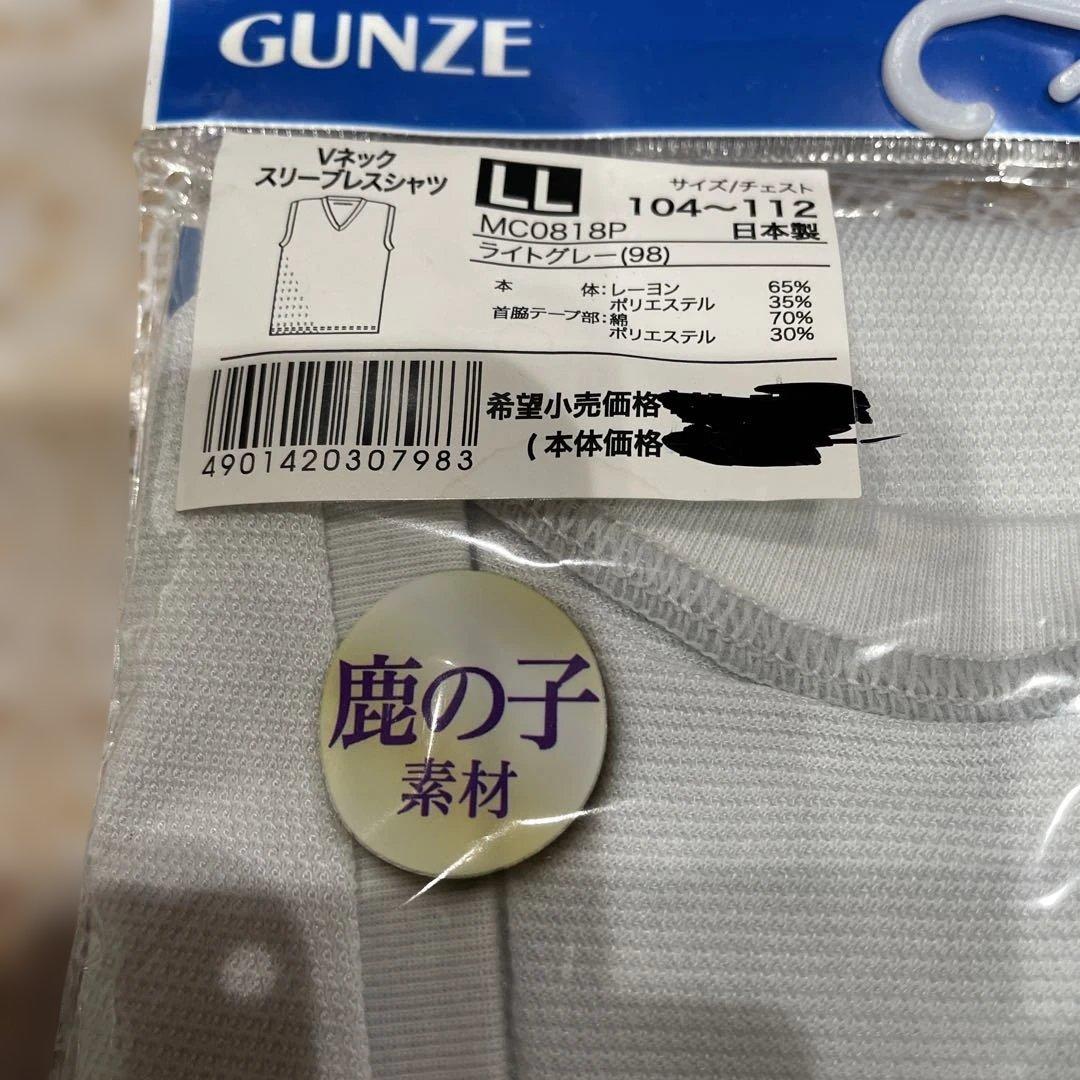 GUNZE
Vネック
スリーブレスシャツ
LL
サイズ/チェスト
104〜112
MC0818P
日本製
ライトグレー(98)
本 体:レーヨン 65%
ポリエステル 35%
首脇テープ部:綿 70%
ポリエステル 30%
希望小売価格
(本体価格
4901420307983
鹿の子
素材